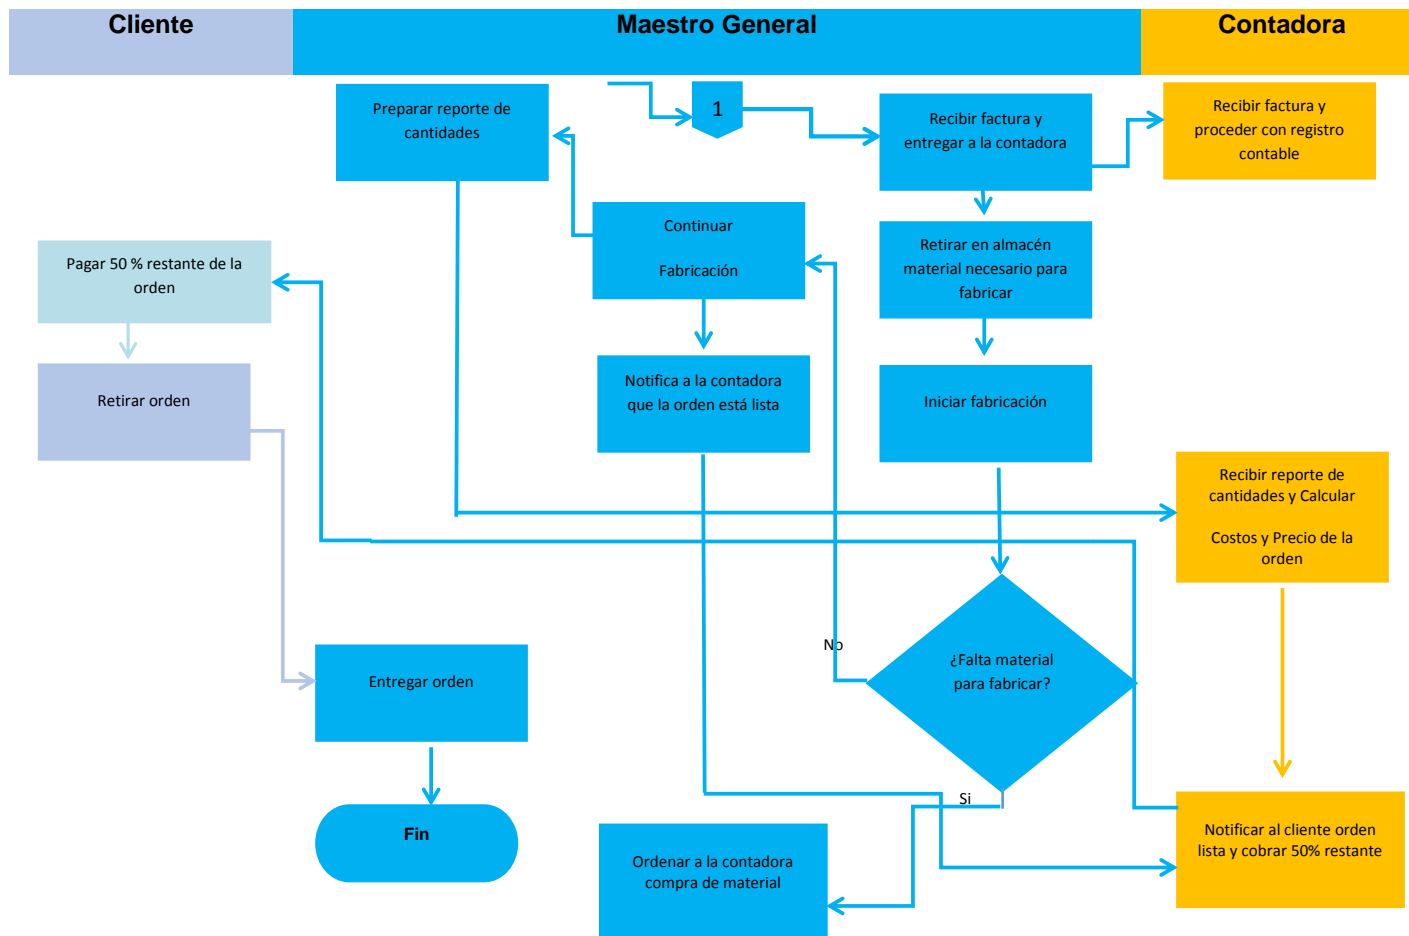 Cliente
Maestro General
Contadora
Preparar reporte de
cantidades
1
Recibir factura y
entregar a la contadora
Recibir factura y
proceder con registro
contable
Continuar
Fabricación
Retirar en almacén
material necesario para
fabricar
Pagar 50 % restante de la
orden
Retirar orden
Notifica a la contadora
que la orden está lista
Iniciar fabricación
Recibir reporte de
cantidades y Calcular
Costos y Precio de la
orden
No
¿Falta material
para fabricar?
Entregar orden
Si
Fin
Ordenar a la contadora
compra de material
Notificar al cliente orden
lista y cobrar 50% restante